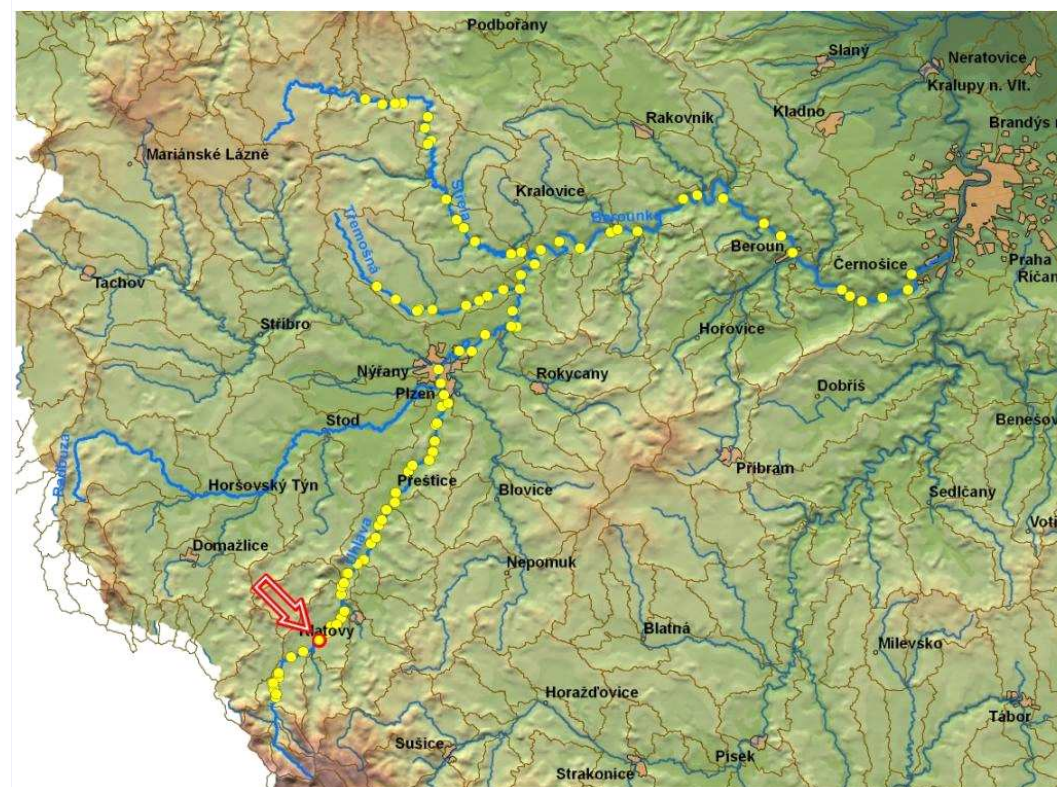 Podbořany
Slaný
Neratovice
Kralupy n. Vlt.
Kladno
Rakovník
Brandýs n
Mariánské Lázně
Kralovice
Střela
Berounka
Třemošná
Beroun
Černošice
Praha
Říčan
Tachov
Stříbro
Hořovice
Nýřany
Rokycany
Dobříš
Plzeň
Benešov
Stod
Radbuza
Příbram
Přeštice
Horšovský Týn
Blovice
Sedlčany
Voti
Úhlava
Domažlice
Nepomuk
Klatovy
Blatná
Milevsko
Horažďovice
Tábor
Sušice
Písek
Strakonice